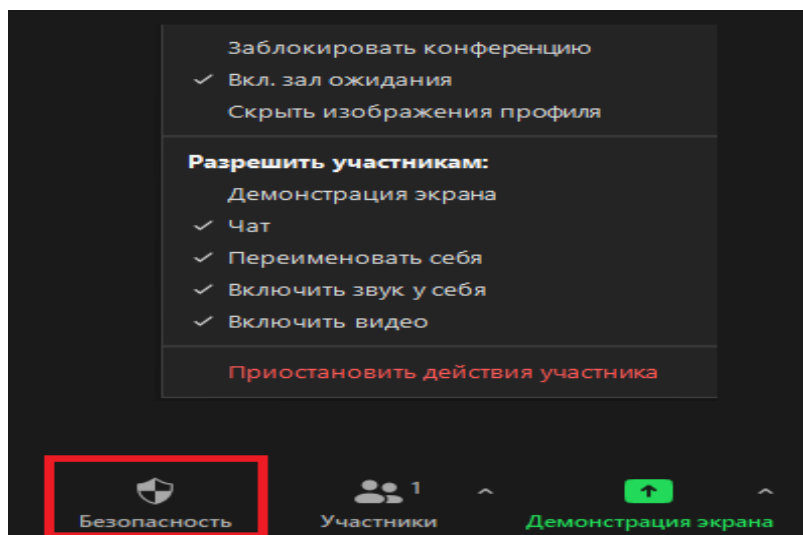 Заблокировать конференцию
✓ Вкл. зал ожидания
Скрыть изображения профиля
Разрешить участникам:
Демонстрация экрана
✓ Чат
✓ Переименовать себя
✓ Включить звук у себя
✓ Включить видео
Приостановить действия участника
1
Безопасность Участники Демонстрация экрана